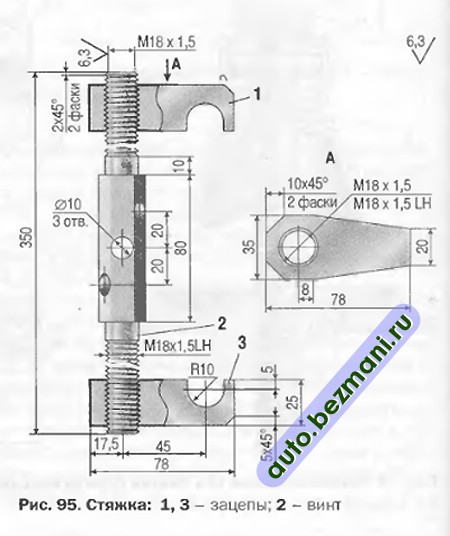 6,3
M18 x 1,5
A
1
6,3
2x45°
2 фаски
10
A
350
Ø10
3 отв.
20
20
80
10x45°
2 фаски
M18 x 1,5
M18 x 1,5 LH
35
20
8
78
2
M18x1,5LH
3
R10
5
25
5x45°
17,5
45
78
auto.bezmani.ru
Рис. 95. Стяжка: 1, 3 – зацепы; 2 – винт